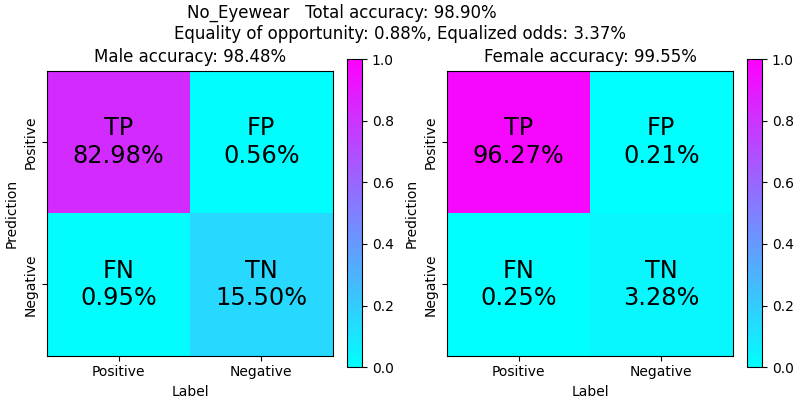 No_Eyewear   Total accuracy: 98.90%
Equality of opportunity: 0.88%, Equalized odds: 3.37%
Male accuracy: 98.48%
Prediction
Positive
Negative
TP
82.98%
FP
0.56%
FN
0.95%
TN
15.50%
Positive
Negative
Label
1.0
0.8
0.6
0.4
0.2
0.0
Female accuracy: 99.55%
Prediction
Positive
Negative
TP
96.27%
FP
0.21%
FN
0.25%
TN
3.28%
Positive
Negative
Label
1.0
0.8
0.6
0.4
0.2
0.0